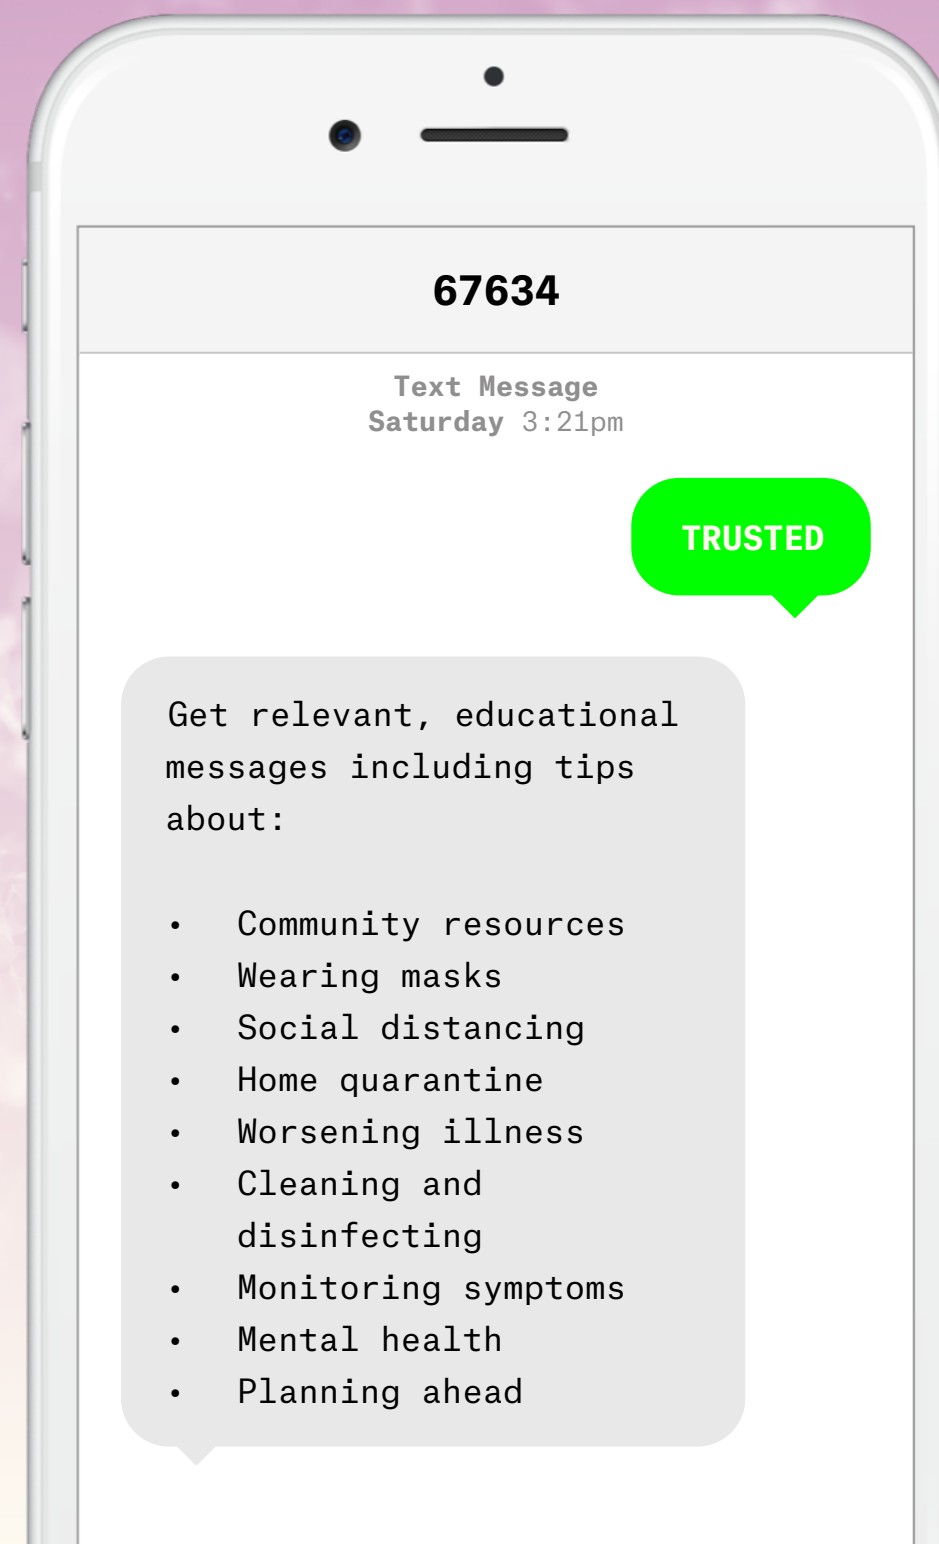 67634
Text Message
Saturday 3:21pm
TRUSTED
Get relevant, educational
messages including tips
about:
• Community resources
• Wearing masks
• Social distancing
• Home quarantine
• Worsening illness
• Cleaning and
disinfecting
• Monitoring symptoms
• Mental health
• Planning ahead